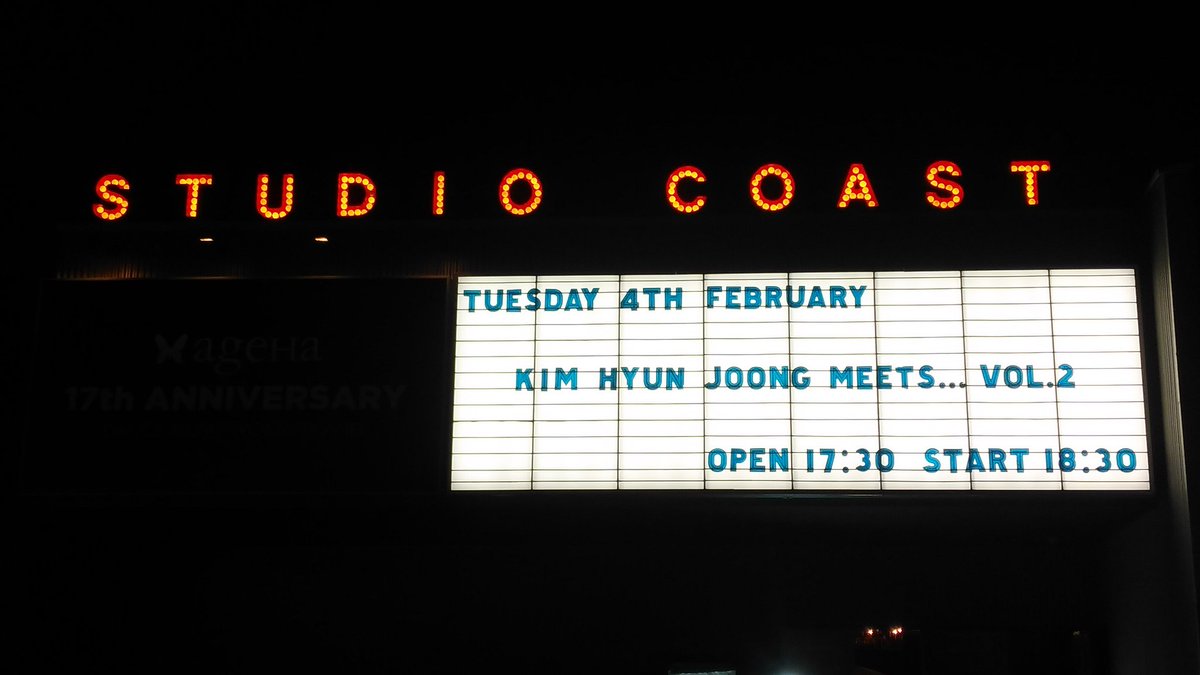 STUDIO COAST
TUESDAY 4TH FEBRUARY
KIM HYUN JOONG MEETS... VOL.2
OPEN 17:30 START 18:30
ageHa
17th ANNIVERSARY